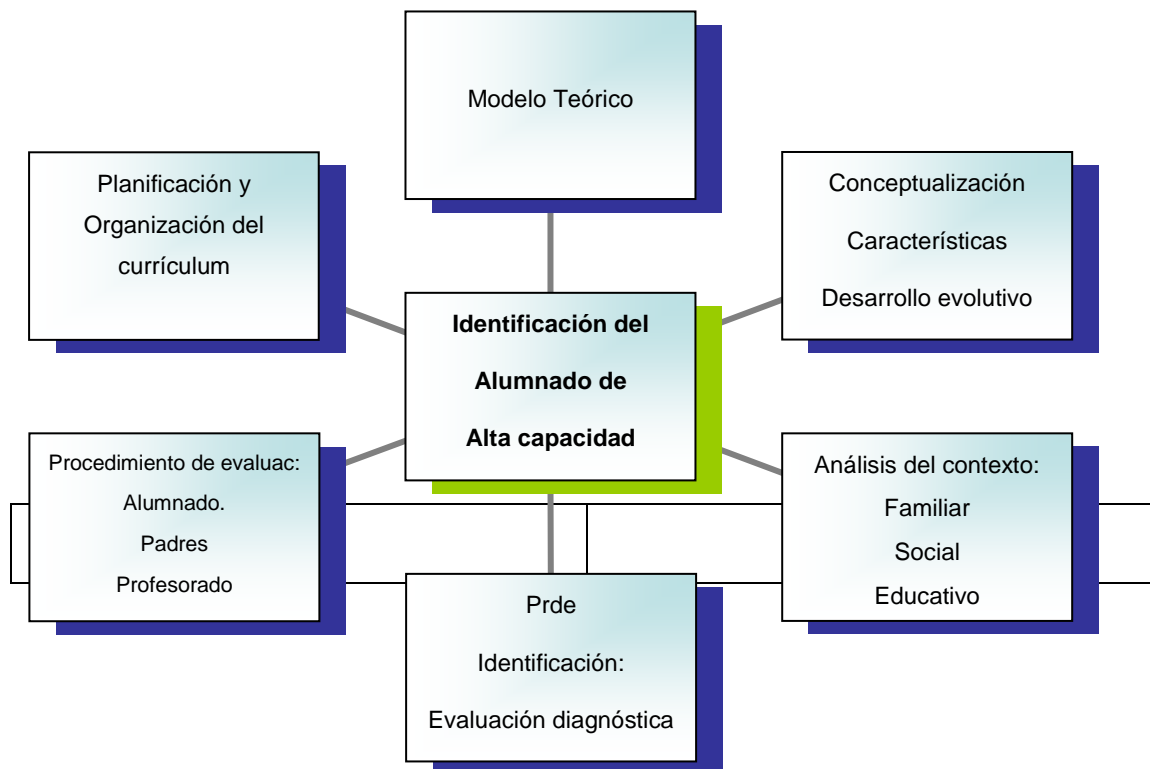 Modelo Teórico
Planificación y
Organización del
currículum
Conceptualización
Características
Desarrollo evolutivo
Identificación del
Alumnado de
Alta capacidad
Procedimiento de evaluac:
Alumnado.
Padres
Profesorado
Análisis del contexto:
Familiar
Social
Educativo
Prde
Identificación:
Evaluación diagnóstica